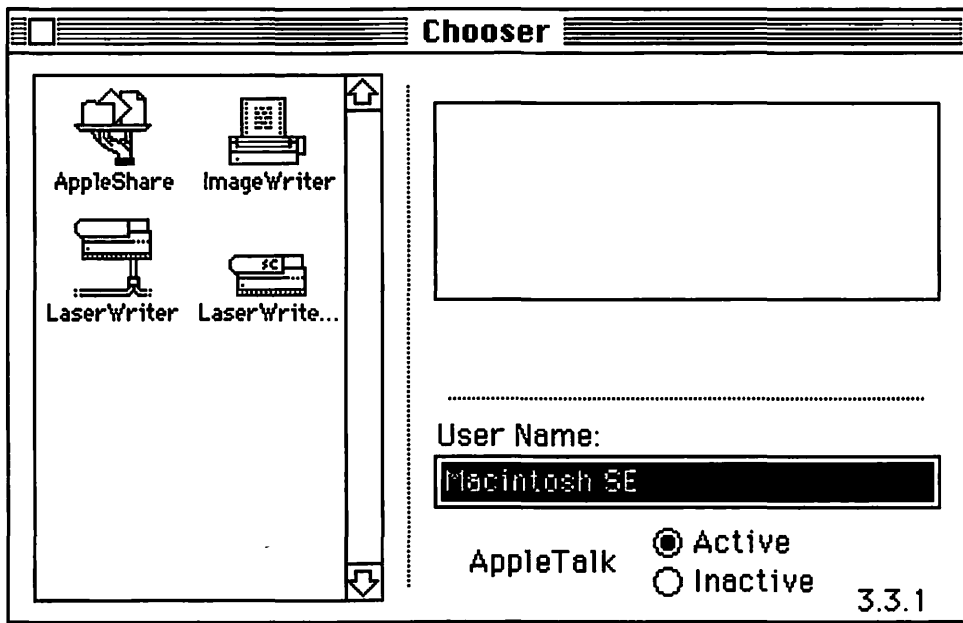 Chooser
AppleShare
ImageWriter
SC
LaserWriter
LaserWrite...
User Name:
Macintosh SE
AppleTalk
Active
Inactive
3.3.1